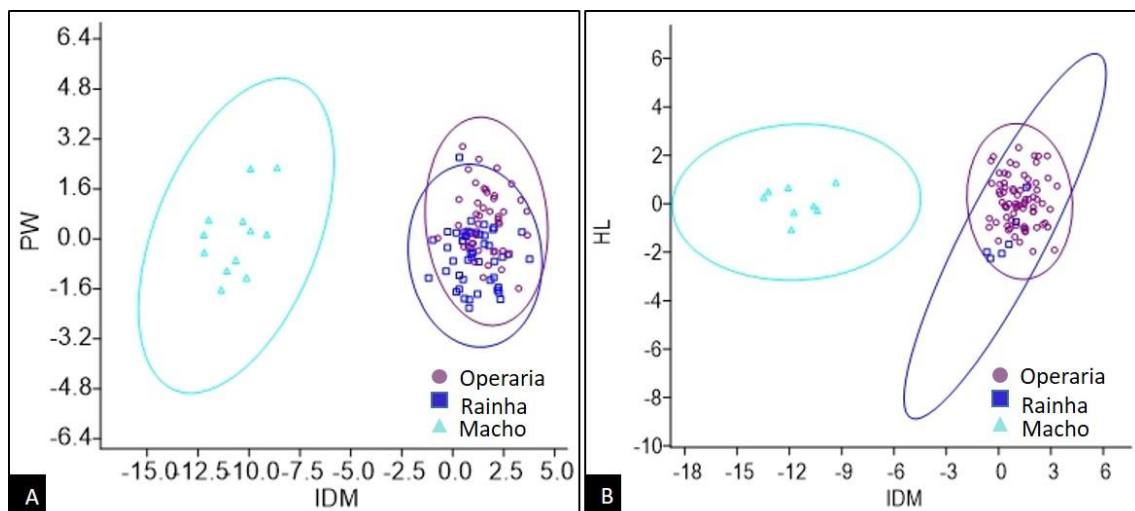 6.4
4.8
3.2
1.6
0.0
-1.6
-3.2
-4.8
-6.4
PW
-15.0 -12.5 -10.0 -7.5 -5.0 -2.5 0.0 2.5 5.0
IDM
Operaria
Rainha
Macho
A
6
4
2
0
-2
-4
-6
-8
-10
HL
-18 -15 -12 -9 -6 -3 0 3 6
IDM
Operaria
Rainha
Macho
B